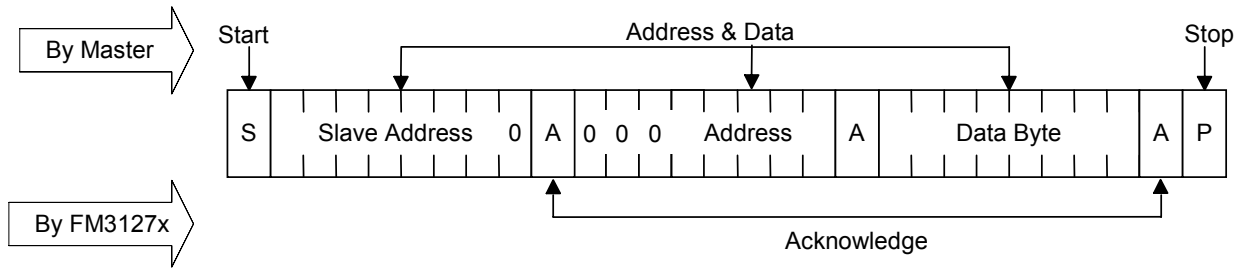 By Master
Start
Address & Data
Stop
S Slave Address 0 A 0 0 0 Address A Data Byte A P
By FM3127x
Acknowledge